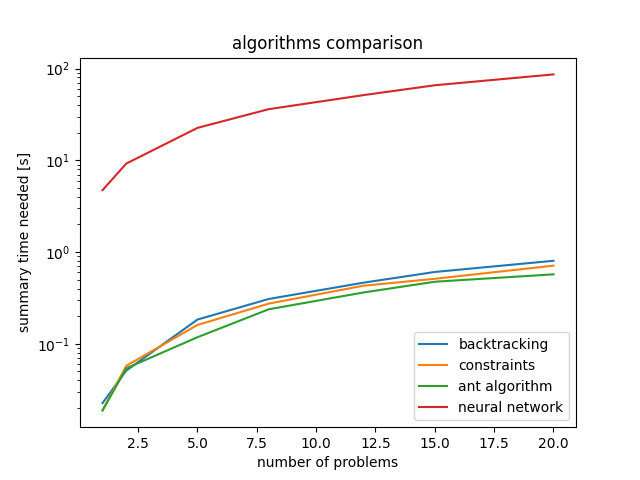 algorithms comparison
summary time needed [s]
10²
10¹
10⁰
10⁻¹
backtracking
constraints
ant algorithm
neural network
2.5 5.0 7.5 10.0 12.5 15.0 17.5 20.0
number of problems